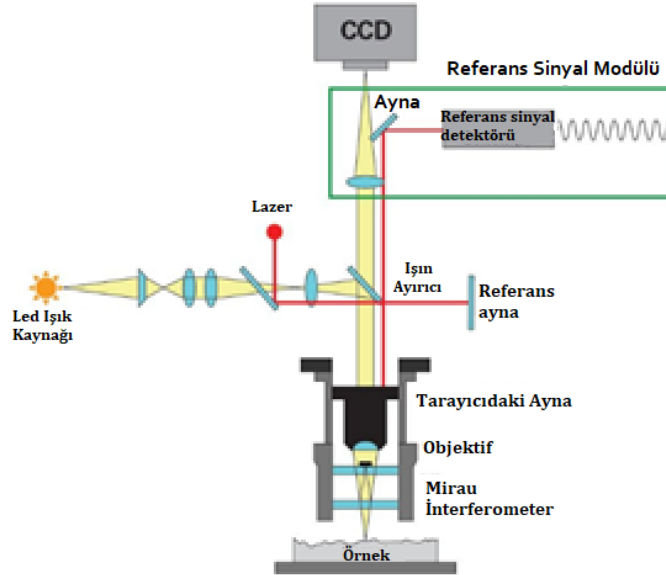 CCD
Referans Sinyal Modülü
Ayna
Referans sinyal
detektörü
Lazer
Işın
Ayırıcı
Referans
ayna
Led Işık
Kaynağı
Tarayıcıdaki Ayna
Objektif
Mirau
İnterferometer
Örnek